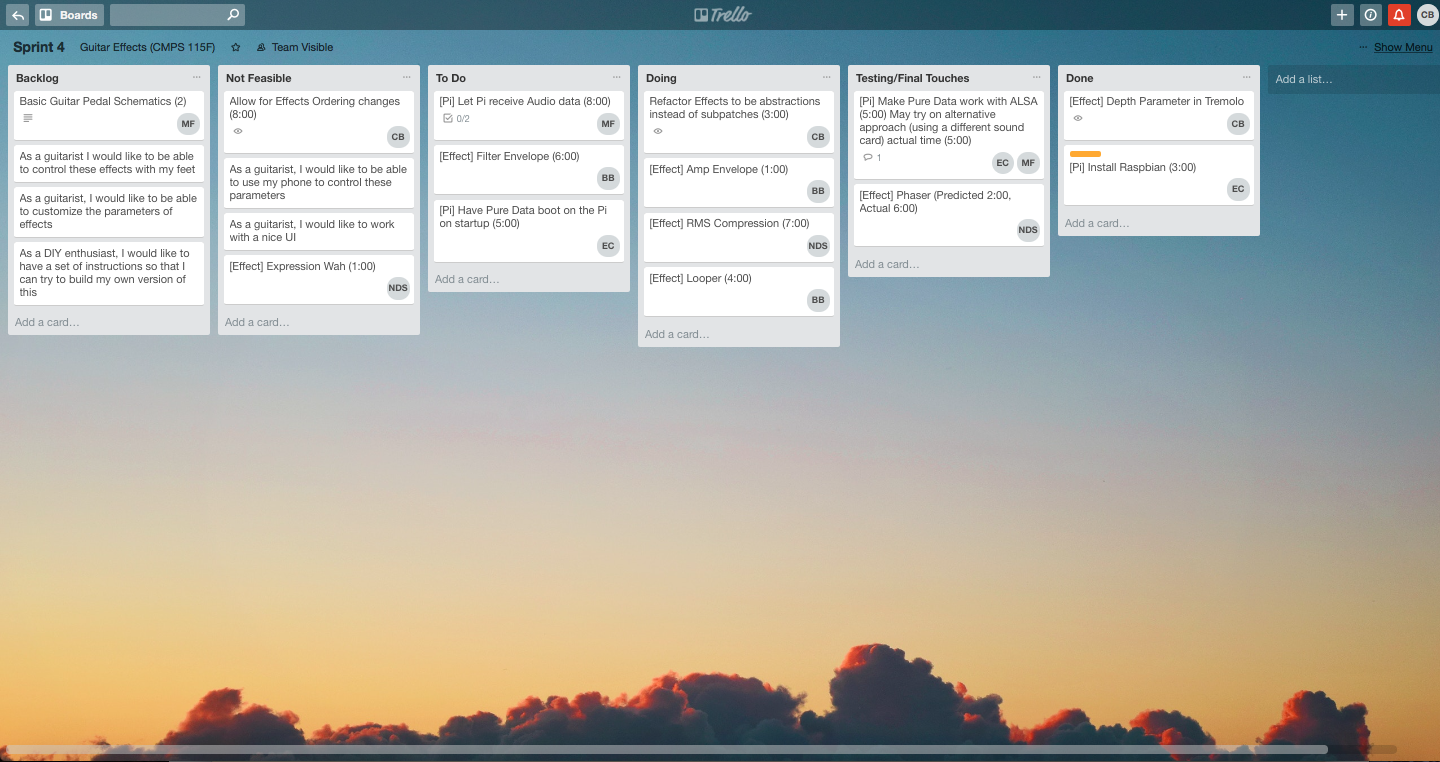 Boards
Trello
CB
Sprint 4
Guitar Effects (CMPS 115F)
Team Visible
Show Menu
Backlog
Basic Guitar Pedal Schematics (2)
MF
As a guitarist I would like to be able
to control these effects with my feet
As a guitarist, I would like to be able
to customize the parameters of
effects
As a DIY enthusiast, I would like to
have a set of instructions so that I
can try to build my own version of
this
Add a card…
Not Feasible
Allow for Effects Ordering changes
(8:00)
CB
As a guitarist, I would like to be able
to use my phone to control these
parameters
As a guitarist, I would like to work
with a nice UI
[Effect] Expression Wah (1:00)
NDS
Add a card…
To Do
[Pi] Let Pi receive Audio data (8:00)
0/2
MF
[Effect] Filter Envelope (6:00)
BB
[Pi] Have Pure Data boot on the Pi
on startup (5:00)
EC
Add a card…
Doing
Refactor Effects to be abstractions
instead of subpatches (3:00)
CB
[Effect] Amp Envelope (1:00)
BB
[Effect] RMS Compression (7:00)
NDS
[Effect] Looper (4:00)
BB
Add a card…
Testing/Final Touches
[Pi] Make Pure Data work with ALSA
(5:00) May try on alternative
approach (using a different sound
card) actual time (5:00)
1
EC MF
[Effect] Phaser (Predicted 2:00,
Actual 6:00)
NDS
Add a card…
Done
[Effect] Depth Parameter in Tremolo
CB
[Pi] Install Raspbian (3:00)
EC
Add a card…
Add a list…